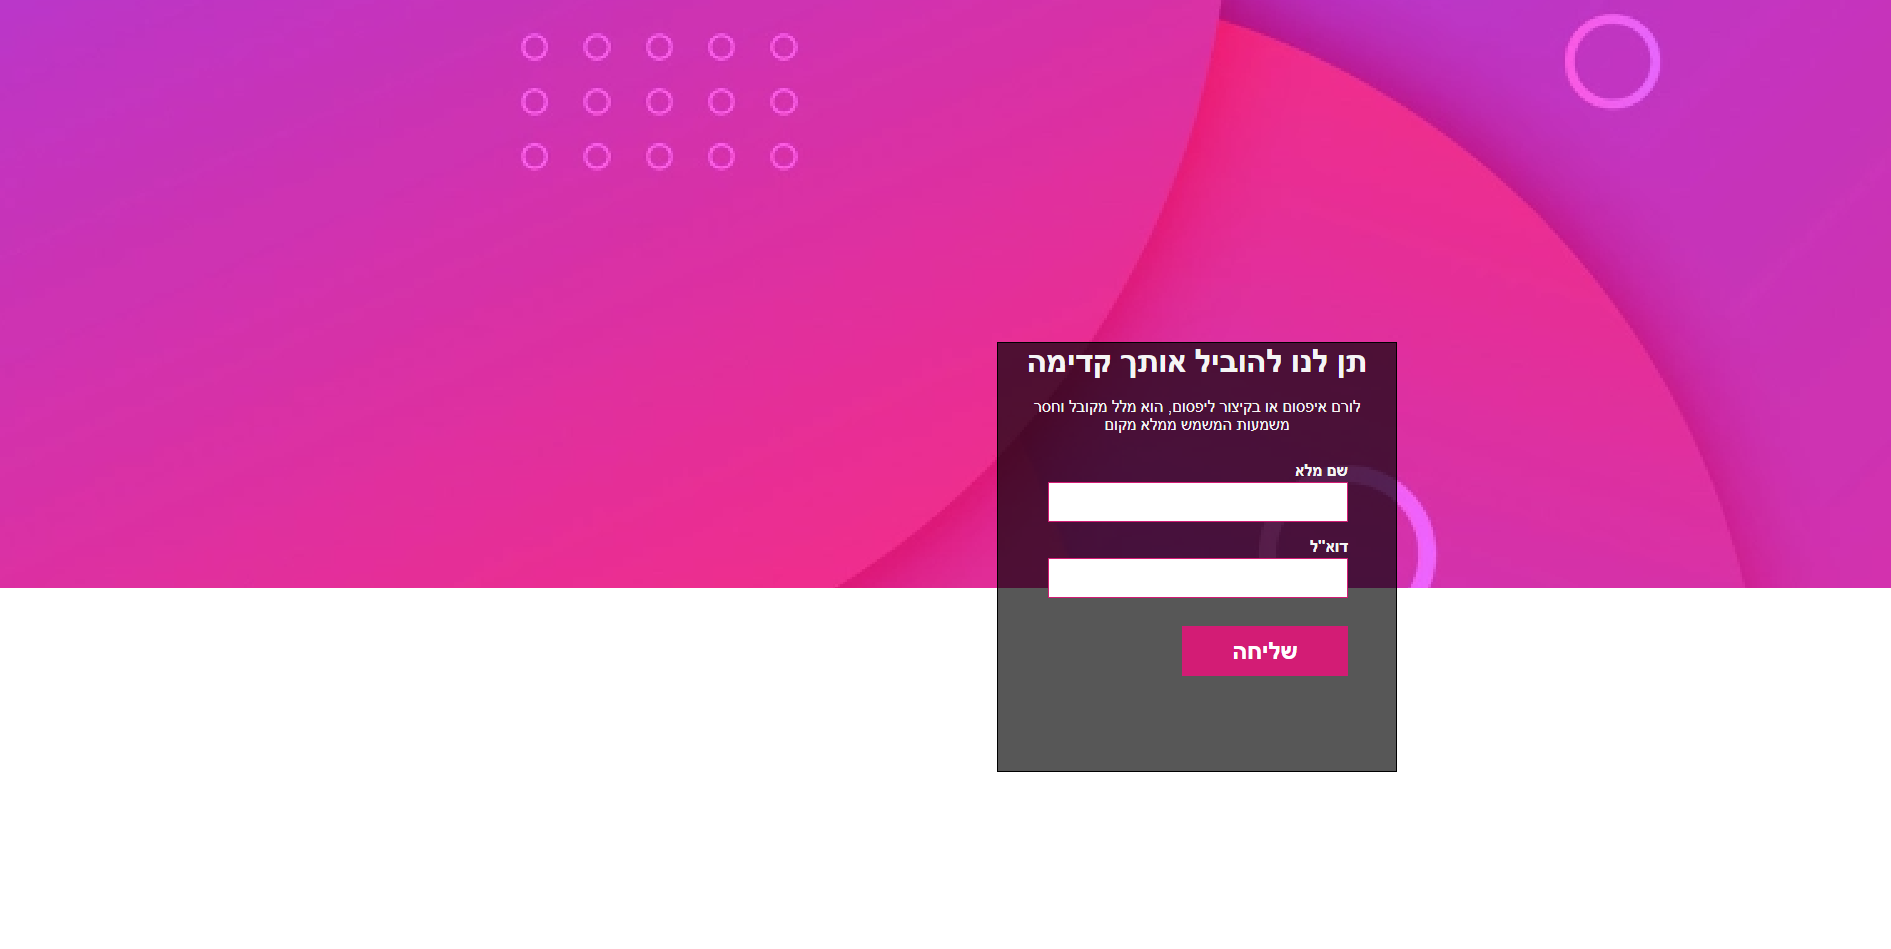 תן לנו להוביל אותך קדימה
לורם איפסום או בקיצור ליפסום, הוא מלל מקובל וחסר
משמעות המשמש ממלא מקום
שם מלא
דוא"ל
שליחה